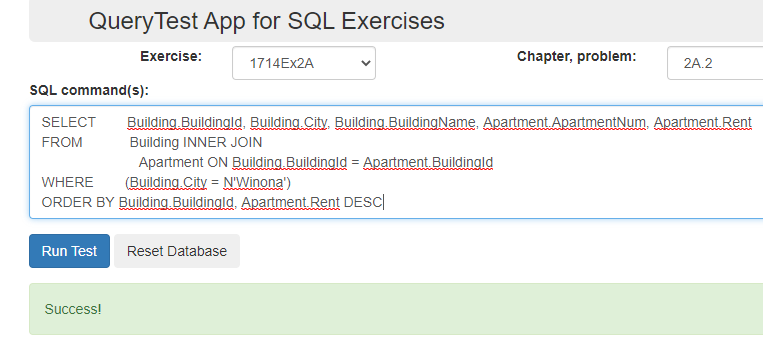 QueryTest App for SQL Exercises
Exercise: 1714Ex2A Chapter, problem: 2A.2
SQL command(s):
SELECT Building.BuildingId, Building.City, Building.BuildingName, Apartment.ApartmentNum, Apartment.Rent
FROM Building INNER JOIN
Apartment ON Building.BuildingId = Apartment.BuildingId
WHERE (Building.City = N'Winona')
ORDER BY Building.BuildingId, Apartment.Rent DESC
Run Test Reset Database
Success!